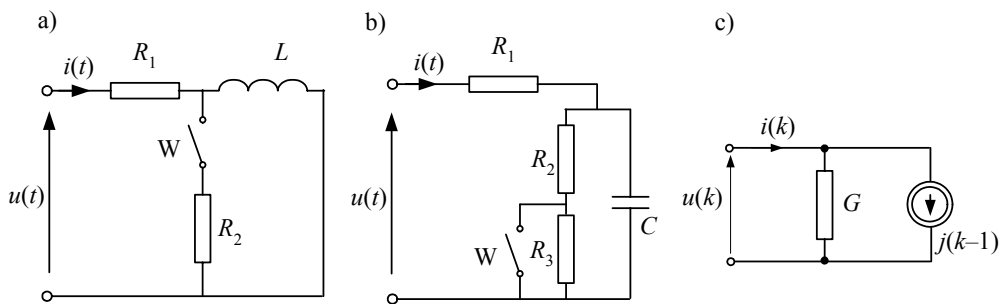 a)
i(t)
R₁
L
W
u(t)
R₂
b)
i(t)
R₁
R₂
u(t)
W
R₃
C
c)
i(k)
u(k)
G
j(k–1)